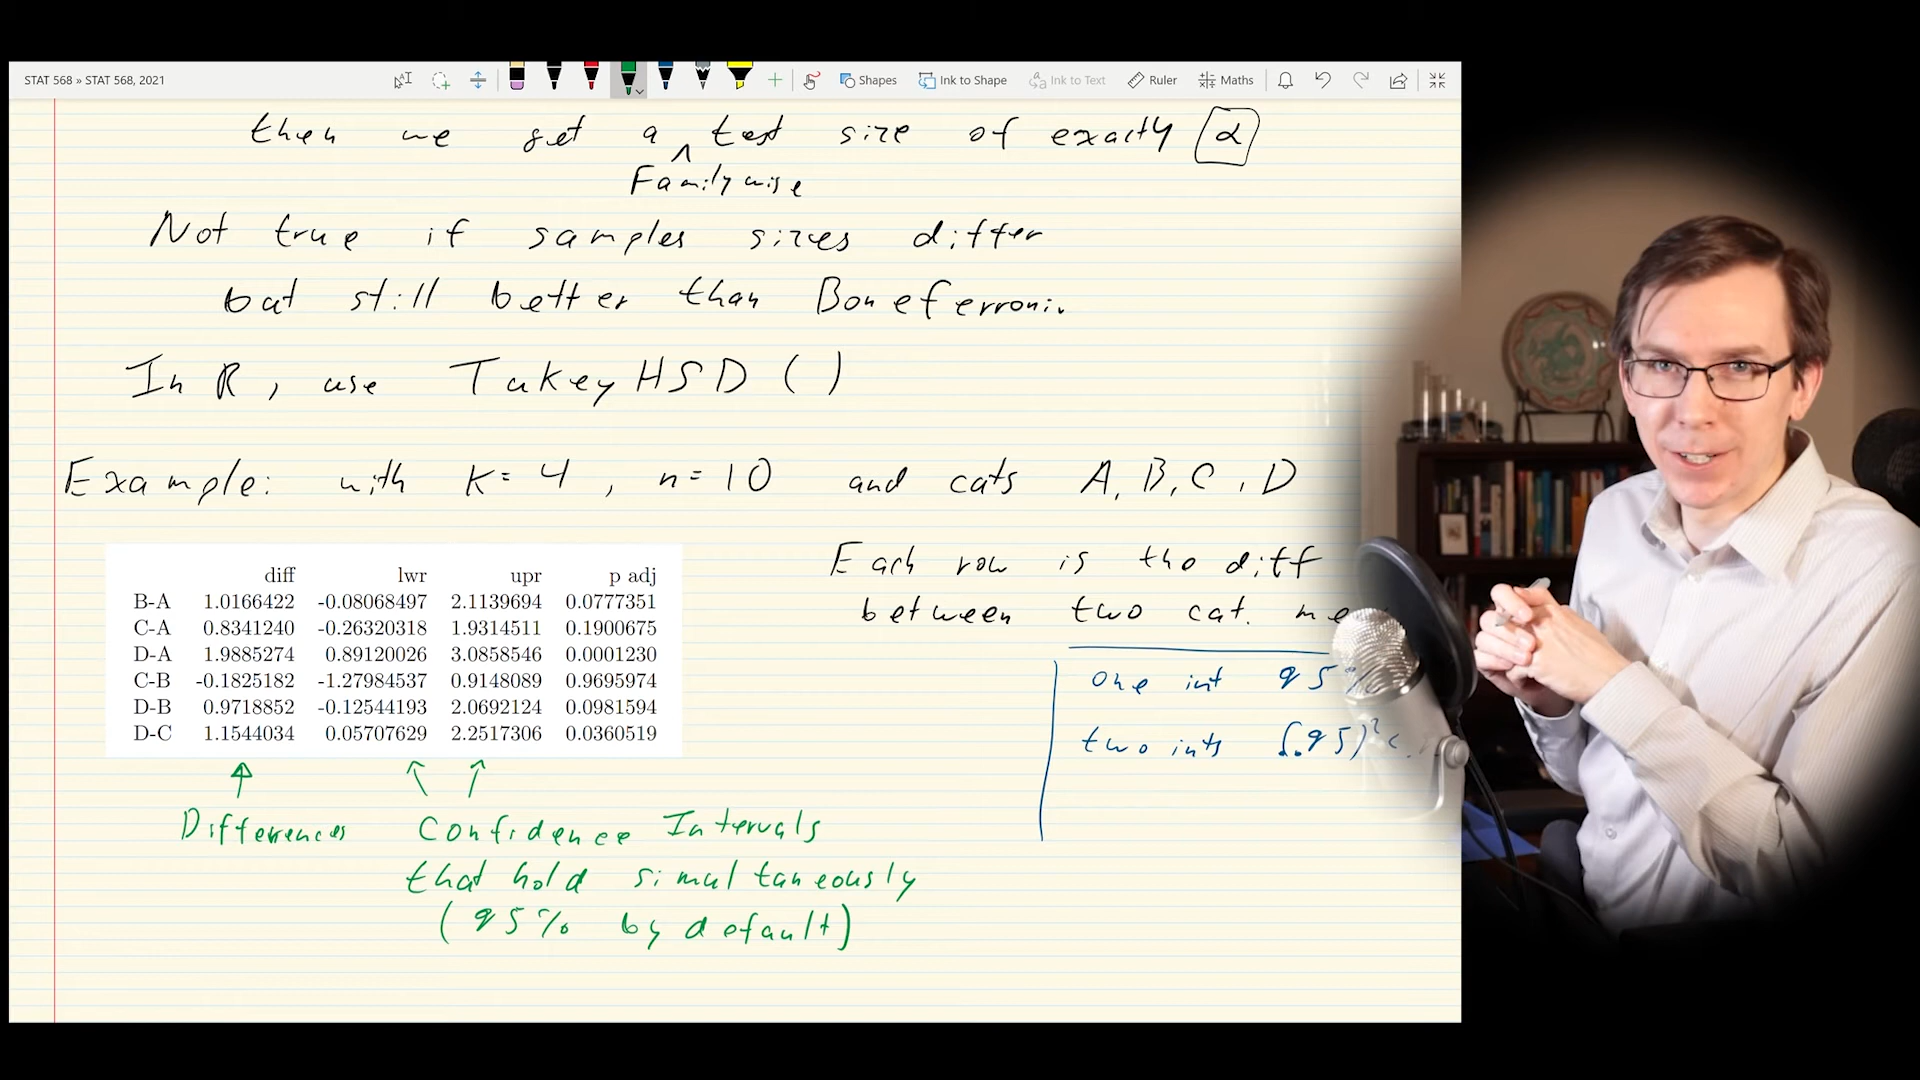 STAT 568 » STAT 568, 2021
Shapes
Ink to Shape
Ink to Text
Ruler
Maths
then we get a ^ test size of exactly α
Familywise
Not true if samples sizes differ
but still better than Boneferroni.
In R, use TukeyHSD()
Example: with K=4, n=10 and cats A, B, C, D
diff lwr upr p adj
B-A 1.0166422 -0.08068497 2.1139694 0.0777351
C-A 0.8341240 -0.26320318 1.9314511 0.1900675
D-A 1.9885274 0.89120026 3.0858546 0.0001230
C-B -0.1825182 -1.27984537 0.9148089 0.9695974
D-B 0.9718852 -0.12544193 2.0692124 0.0981594
D-C 1.1544034 0.05707629 2.2517306 0.0360519
Each row is the diff
between two cat.
one int 95%
two ints (.95)² <
Differences
Confidence Intervals
that hold simultaneously
(95% by default)